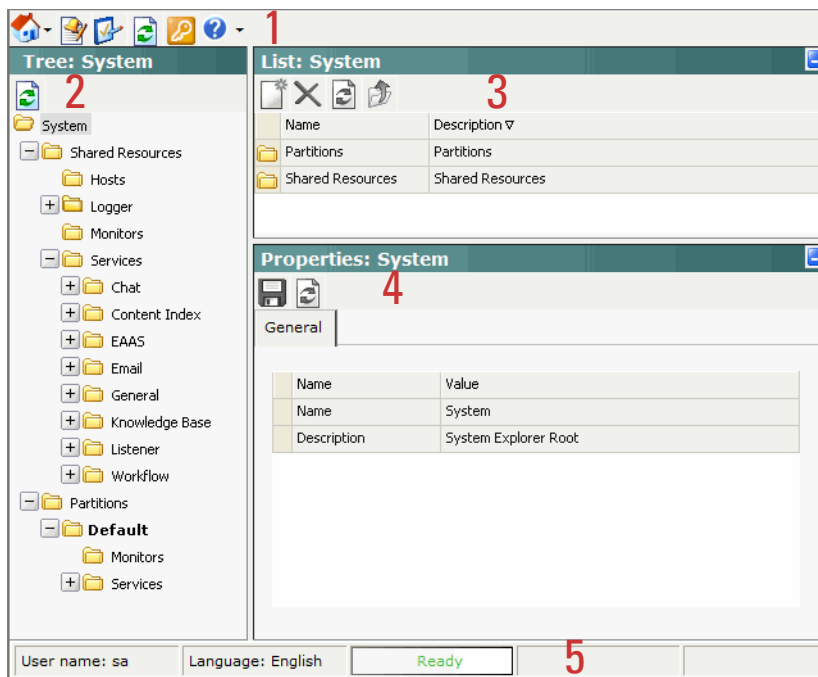 1
Tree: System
2
System
Shared Resources
Hosts
Logger
Monitors
Services
Chat
Content Index
EAAS
Email
General
Knowledge Base
Listener
Workflow
Partitions
Default
Monitors
Services
List: System
3
Name Description
Partitions Partitions
Shared Resources Shared Resources
Properties: System
4
General
Name Value
Name System
Description System Explorer Root
User name: sa Language: English Ready 5